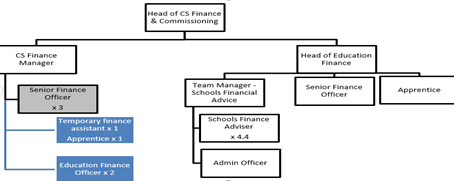 Head of CS Finance
& Commissioning
CS Finance
Manager
Head of Education
Finance
Senior Finance
Officer
x 3
Team Manager -
Schools Financial
Advice
Senior Finance
Officer
Apprentice
Temporary finance
assistant x 1
Apprentice x 1
Schools Finance
Adviser
x 4.4
Education Finance
Officer x 2
Admin Officer